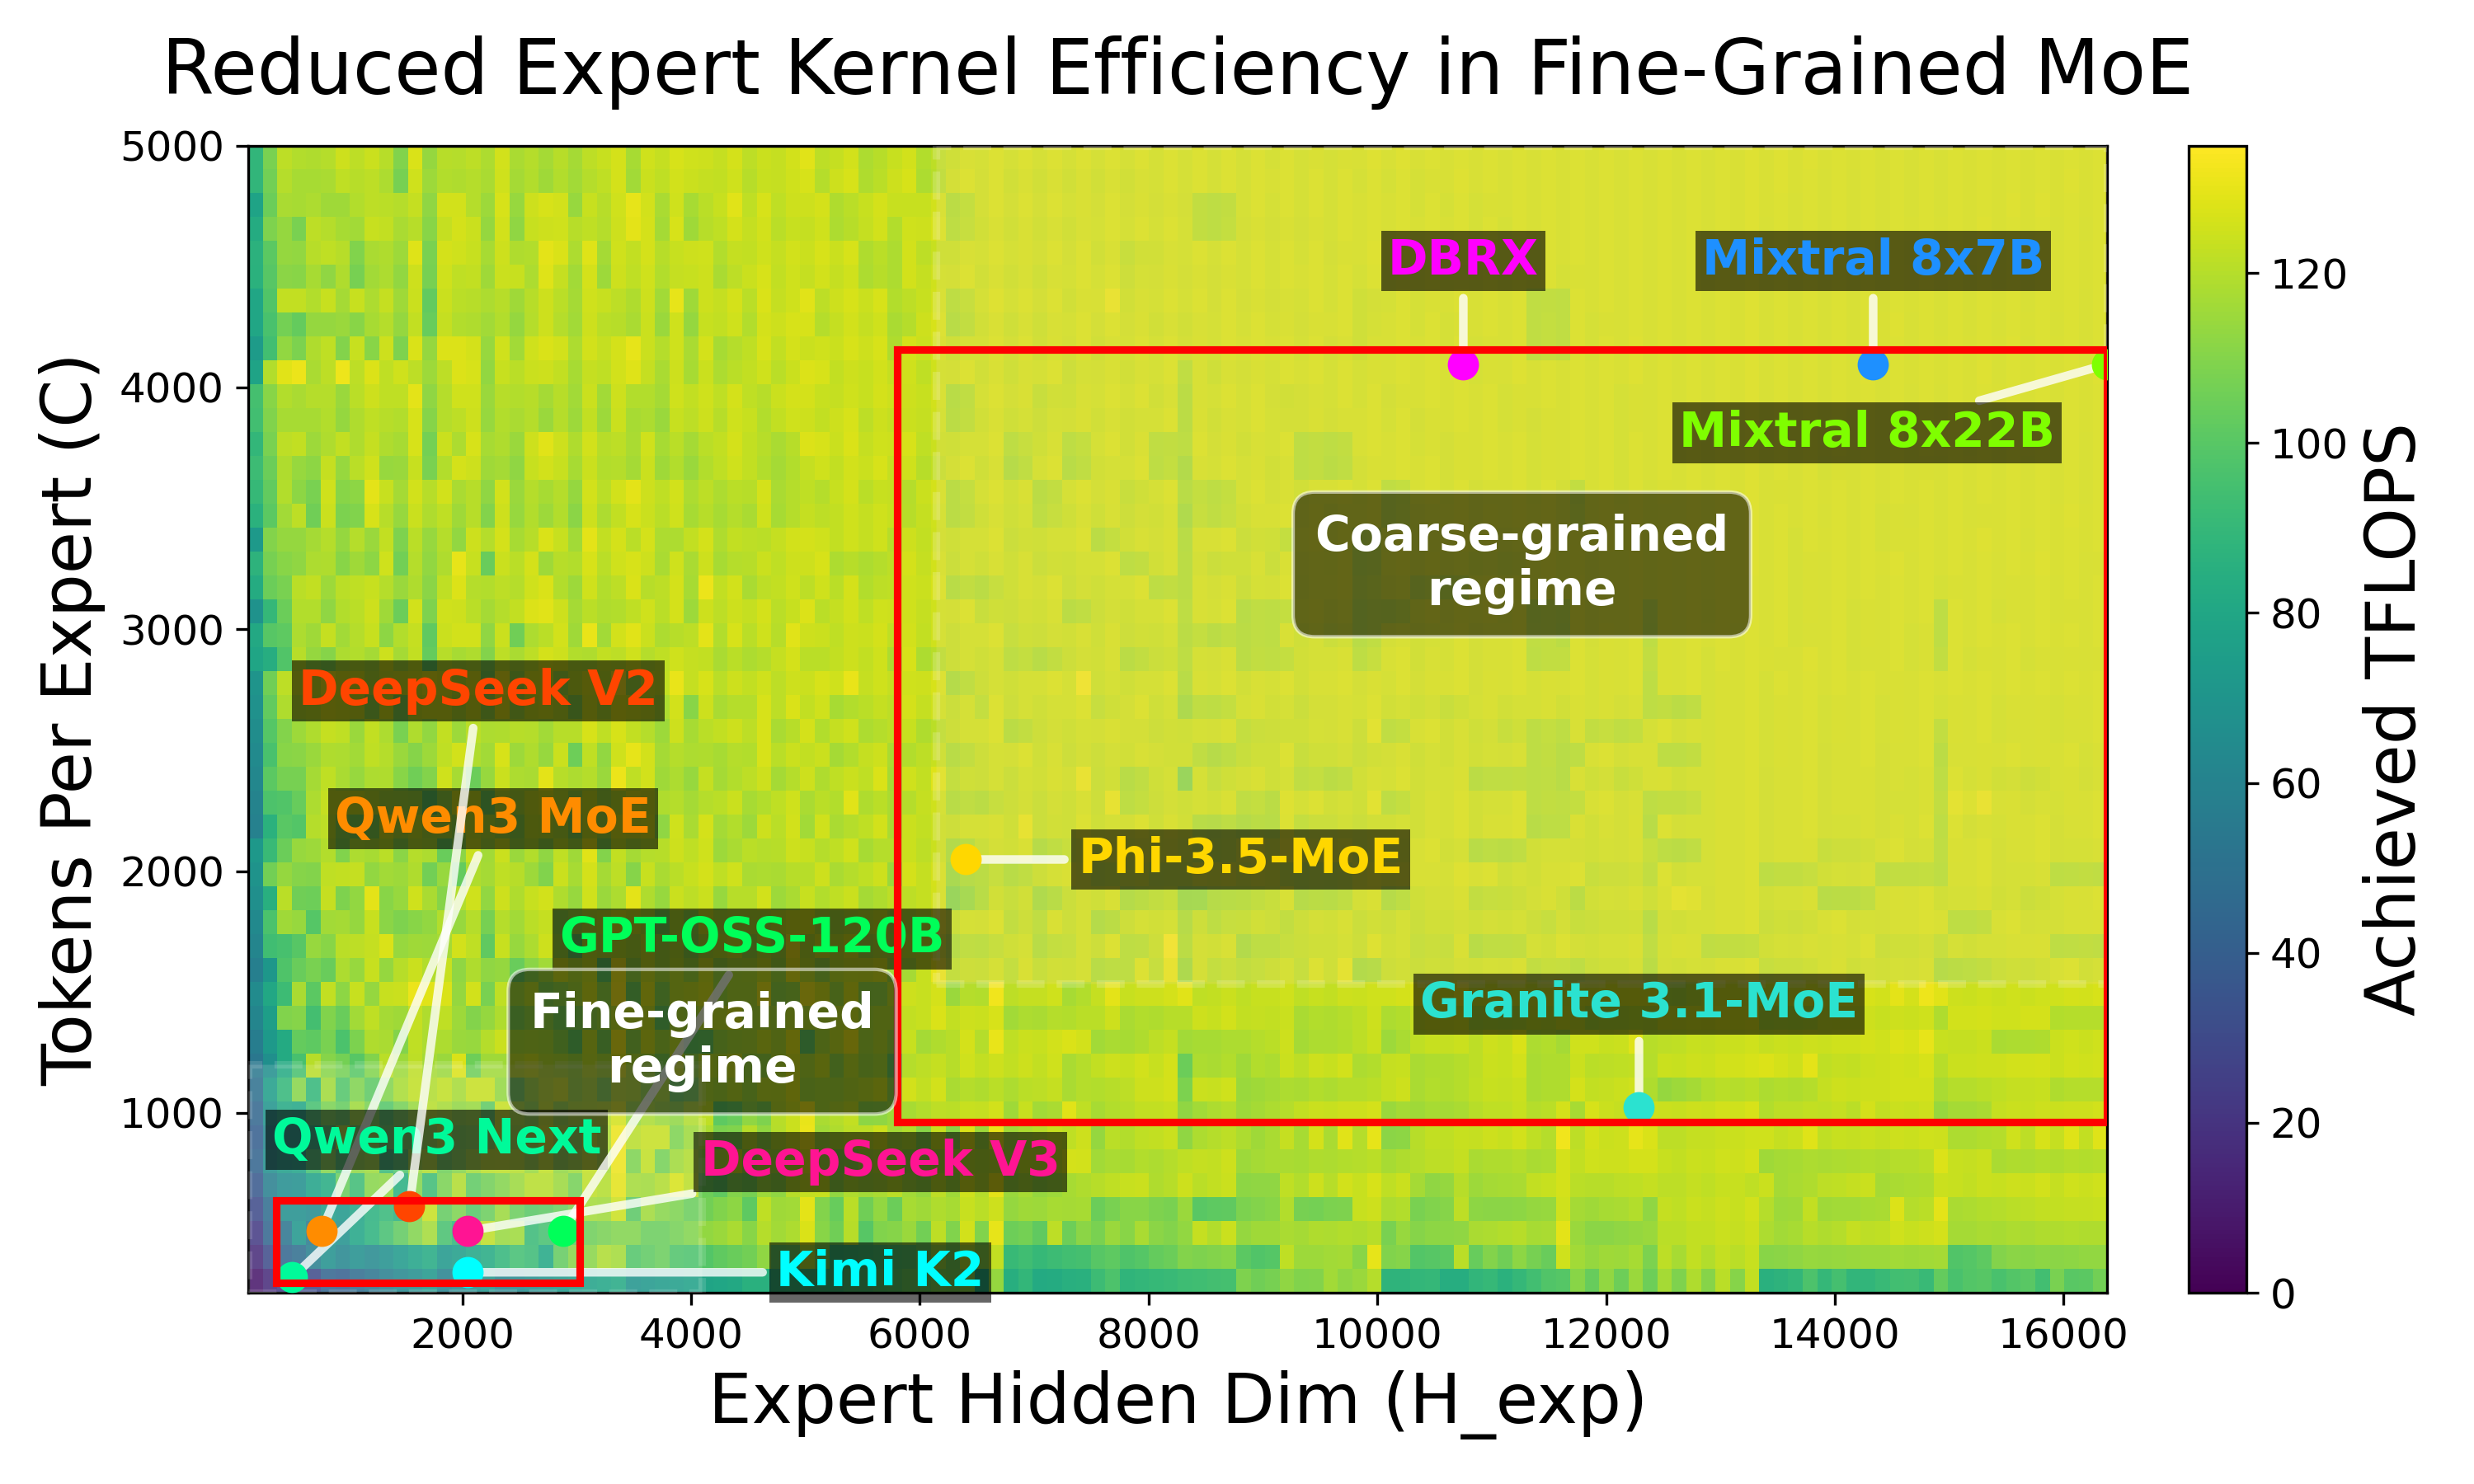 Reduced Expert Kernel Efficiency in Fine-Grained MoE
Tokens Per Expert (C)
5000
4000
3000
2000
1000
DBRX
Mixtral 8x7B
Mixtral 8x22B
Coarse-grained
regime
DeepSeek V2
Qwen3 MoE
Phi-3.5-MoE
GPT-OSS-120B
Fine-grained
regime
Granite 3.1-MoE
Qwen3 Next
DeepSeek V3
Kimi K2
2000
4000
6000
8000
10000
12000
14000
16000
Expert Hidden Dim (H_exp)
120
100
80
60
40
20
0
Achieved TFLOPS